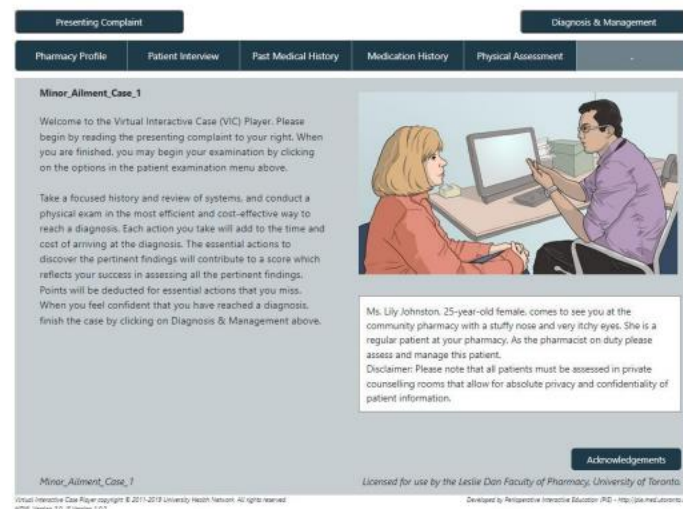 Presenting Complaint
Diagnosis & Management
Pharmacy Profile
Patient Interview
Past Medical History
Medication History
Physical Assessment
Minor_Ailment_Case_1
Welcome to the Virtual Interactive Case (VIC) Player. Please
begin by reading the presenting complaint to your right. When
you are finished, you may begin your examination by clicking
on the options in the patient examination menu above.
Take a focused history and review of systems, and conduct a
physical exam in the most efficient and cost-effective way to
reach a diagnosis. Each action you take will add to the time and
cost of arriving at the diagnosis. The essential actions to
discover the pertinent findings will contribute to a score which
reflects your success in assessing all the pertinent findings.
Points will be deducted for essential actions that you miss.
When you feel confident that you have reached a diagnosis,
finish the case by clicking on Diagnosis & Management above.
Ms. Lily Johnston, 25-year-old female, comes to see you at the
community pharmacy with a stuffy nose and very itchy eyes. She is a
regular patient at your pharmacy. As the pharmacist on duty please
assess and manage this patient.
Disclaimer: Please note that all patients must be assessed in private
counselling rooms that allow for absolute privacy and confidentiality of
patient information.
Acknowledgements
Minor_Ailment_Case_1
Licensed for use by the Leslie Dan Faculty of Pharmacy, University of Toronto.
Virtual Interactive Case Player copyright © 2011-2015 University Health Network. All rights reserved
Developed by Perioperative Interactive Education (PIE) - http://pie.med.utoronto.